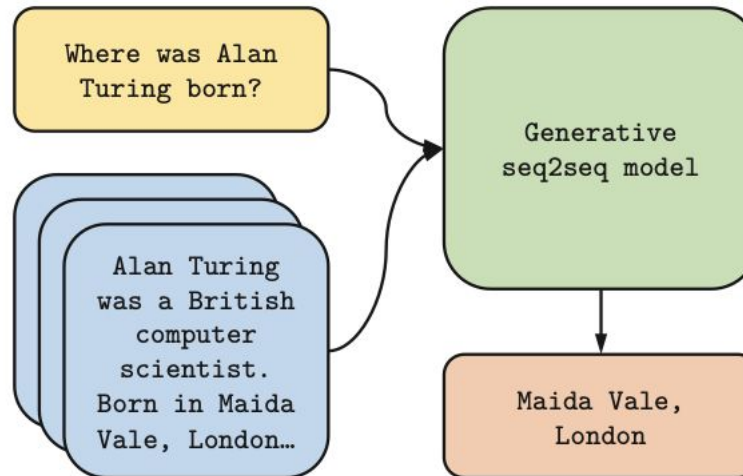 Where was Alan
Turing born?
Generative
seq2seq model
Alan Turing
was a British
computer
scientist.
Born in Maida
Vale, London…
Maida Vale,
London